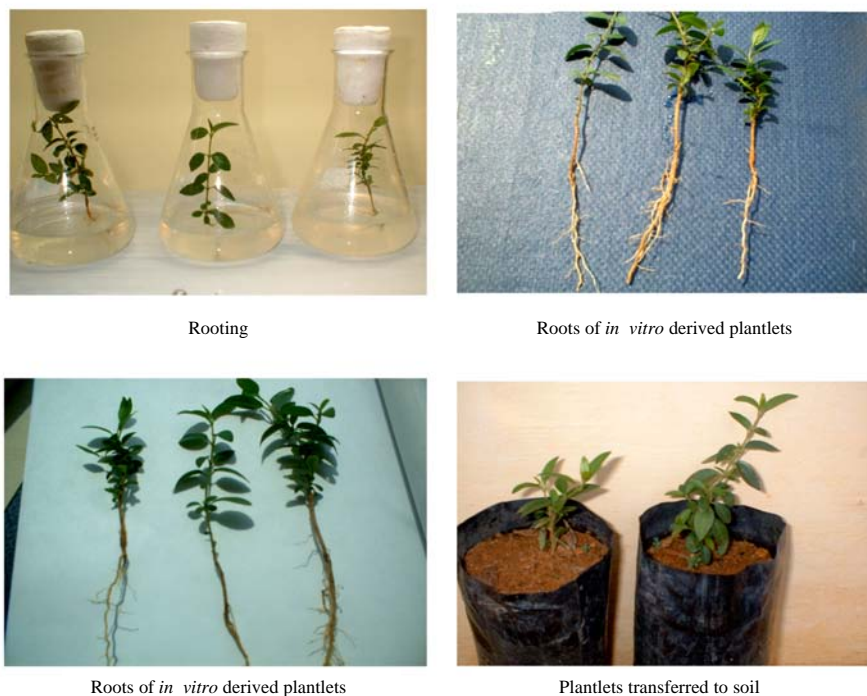 Rooting
Roots of in vitro derived plantlets
Roots of in vitro derived plantlets
Plantlets transferred to soil